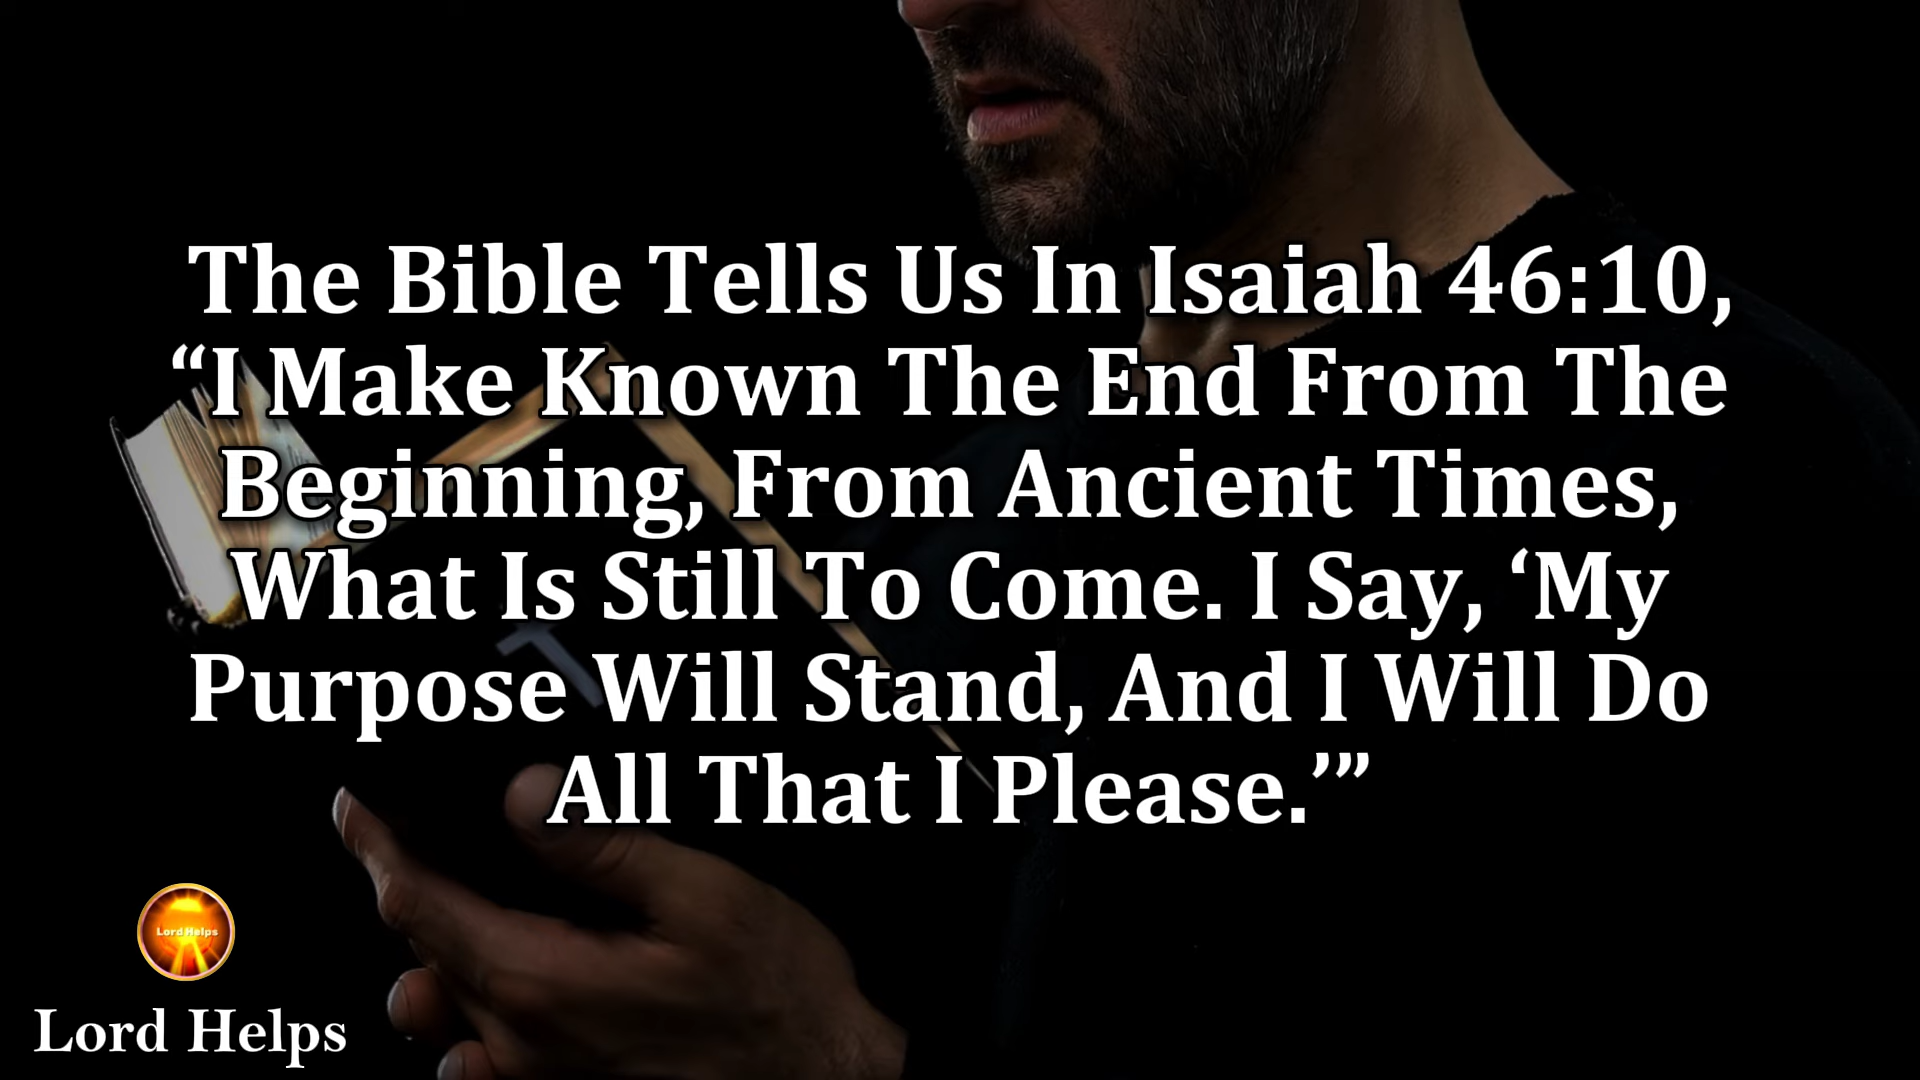 The Bible Tells Us In Isaiah 46:10,
“I Make Known The End From The
Beginning, From Ancient Times,
What Is Still To Come. I Say, ‘My
Purpose Will Stand, And I Will Do
All That I Please.’”
Lord Helps
Lord Helps